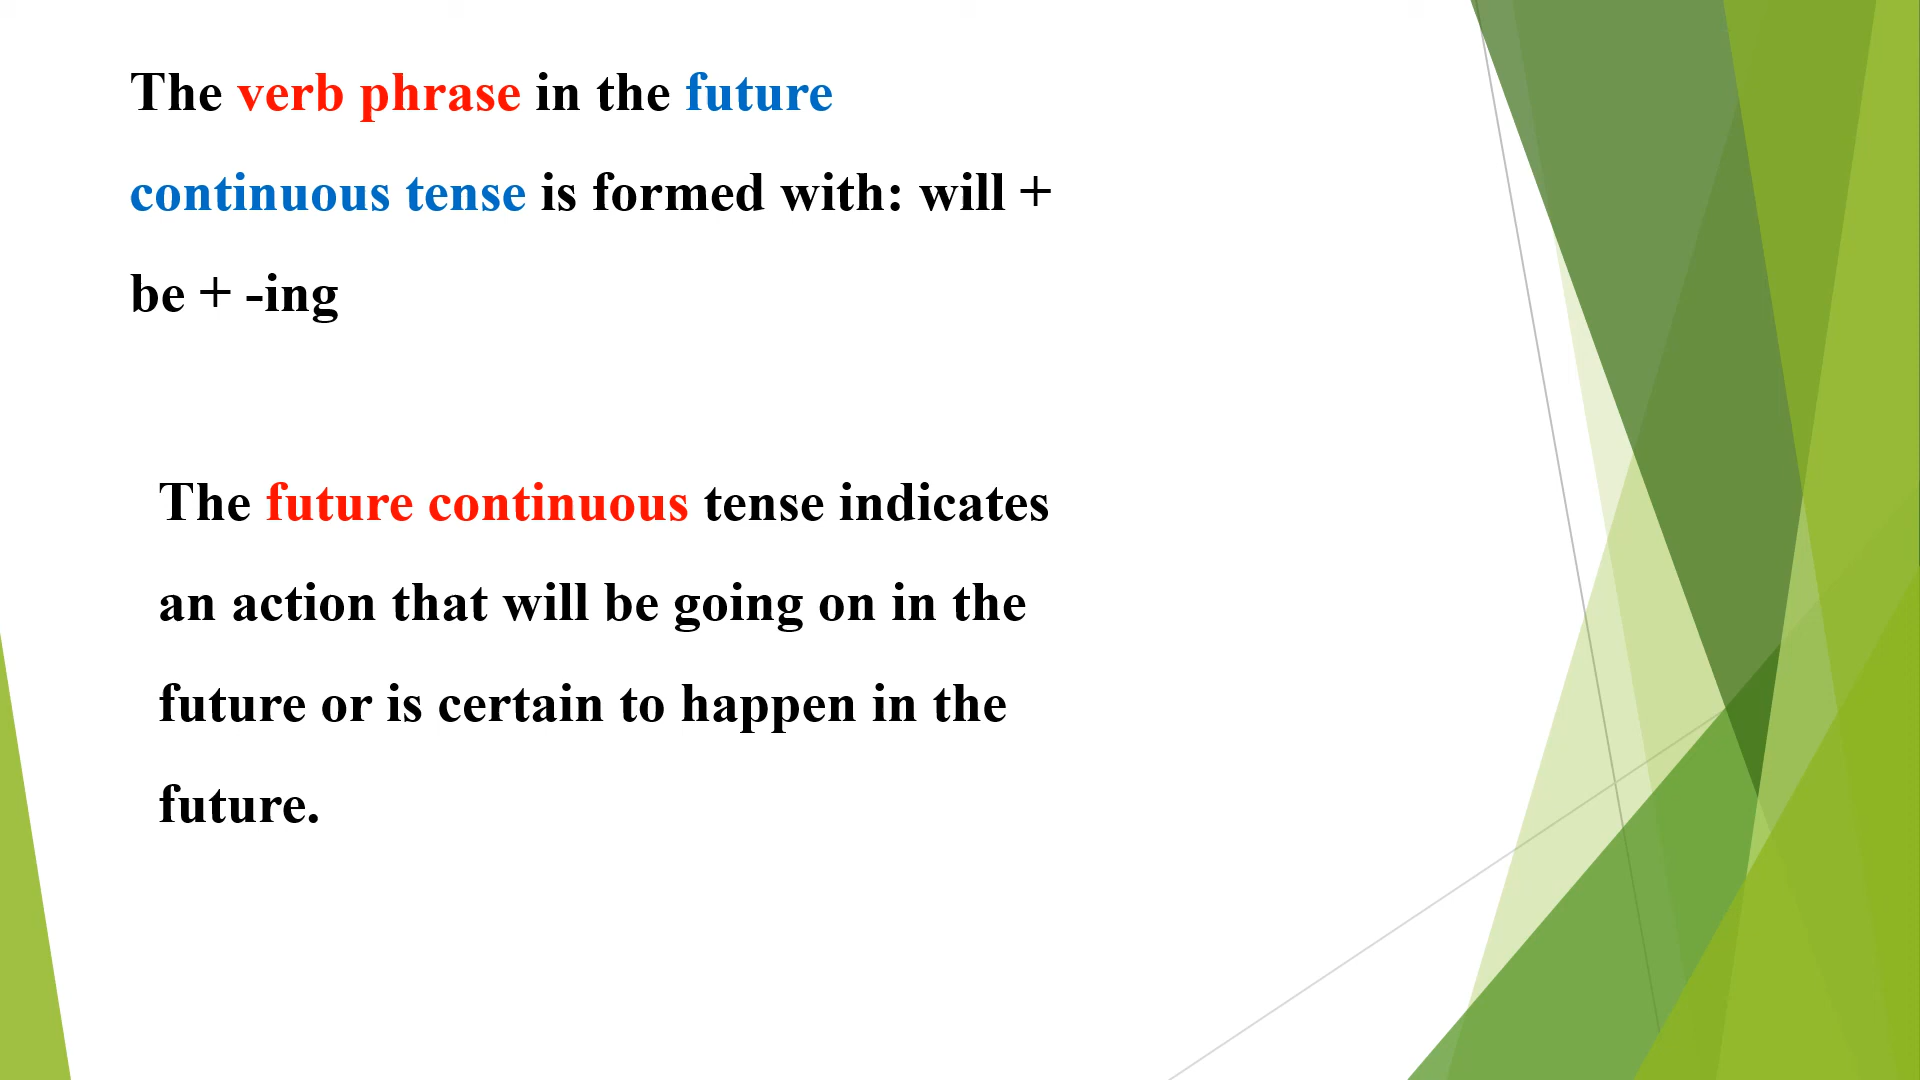 The verb phrase in the future
continuous tense is formed with: will +
be + -ing
The future continuous tense indicates
an action that will be going on in the
future or is certain to happen in the
future.